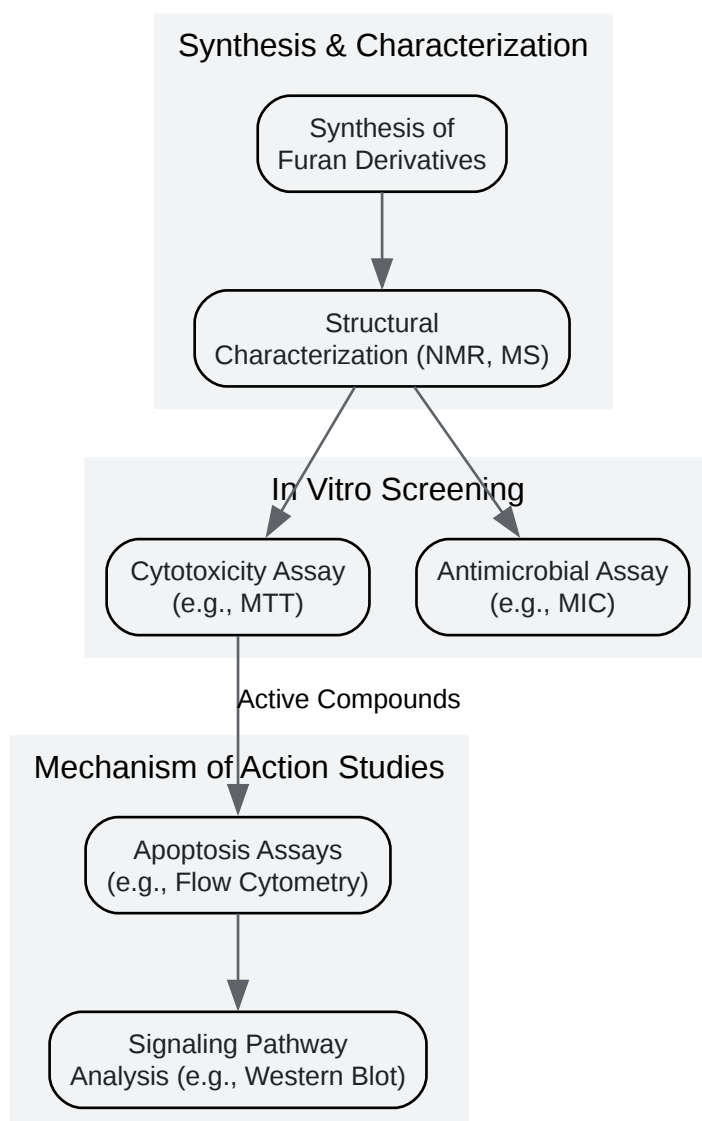 Synthesis & Characterization
Synthesis of
Furan Derivatives
Structural
Characterization (NMR, MS)
In Vitro Screening
Cytotoxicity Assay
(e.g., MTT)
Antimicrobial Assay
(e.g., MIC)
Active Compounds
Mechanism of Action Studies
Apoptosis Assays
(e.g., Flow Cytometry)
Signaling Pathway
Analysis (e.g., Western Blot)